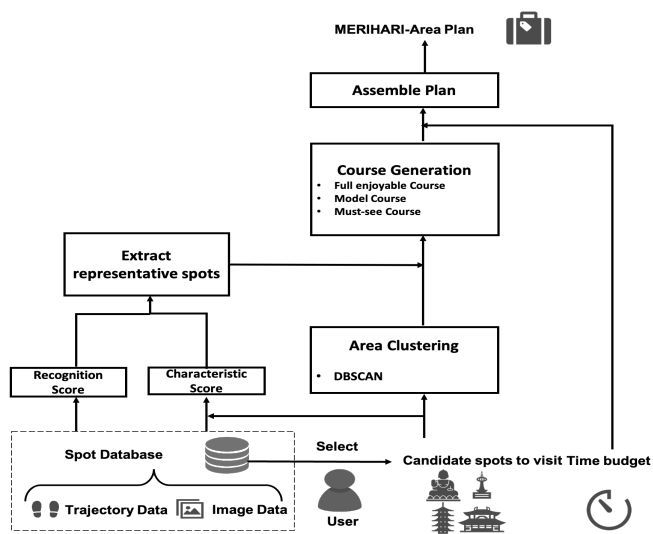 MERIHARI-Area Plan
Assemble Plan
Course Generation
• Full enjoyable Course
• Model Course
• Must-see Course
Extract
representative spots
Area Clustering
• DBSCAN
Recognition
Score
Characteristic
Score
Spot Database
Select
Candidate spots to visit
Time budget
Trajectory Data
Image Data
User